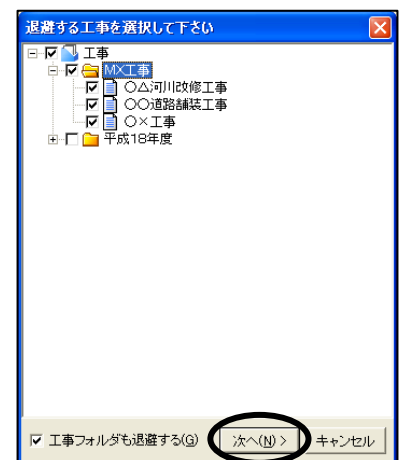 退避する工事を選択して下さい
工事
MX工事
○△河川改修工事
○○道路舗装工事
○×工事
平成18年度
工事フォルダも退避する(G) 次へ(N) > キャンセル